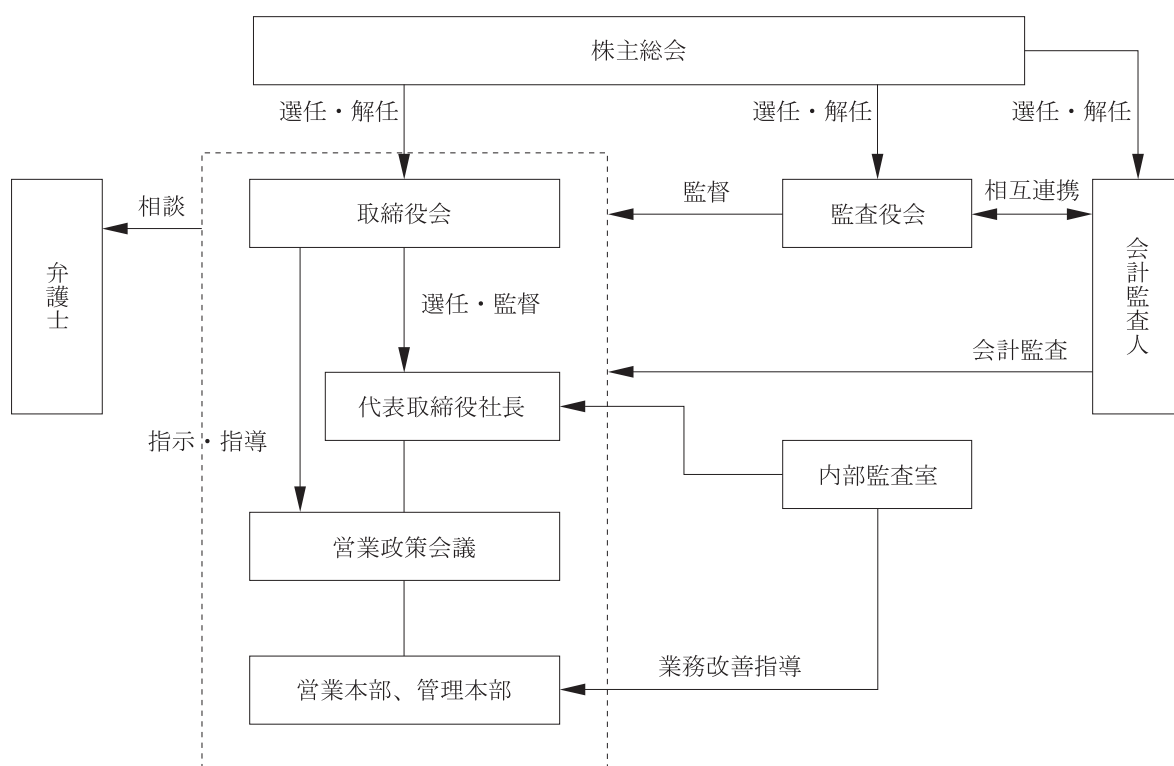 株主総会
選任・解任
選任・解任
選任・解任
弁護士
相談
取締役会
監督
監査役会
相互連携
会計監査人
選任・監督
会計監査
代表取締役社長
指示・指導
内部監査室
営業政策会議
業務改善指導
営業本部、管理本部